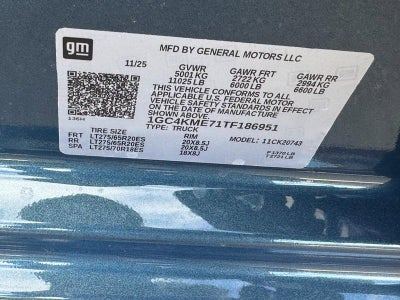 gm
MFD BY GENERAL MOTORS LLC
11/25 GVWR GAWR FRT GAWR RR
5001 KG 2722 KG 2994 KG
11025 LB 6000 LB 6600 LB
THIS VEHICLE CONFORMS TO ALL
APPLICABLE U.S. FEDERAL MOTOR
VEHICLE SAFETY STANDARDS IN EFFECT
ON THE DATE OF MANUFACTURE
SHOWN ABOVE.
1GC4KME71TF186951
TYPE: TRUCK
TIRE SIZE RIM MODEL: 11CK20743
FRT LT275/65R20ES 20X8.5J
RR LT275/65R20ES 20X8.5J
SPA LT275/70R18ES 18X8J